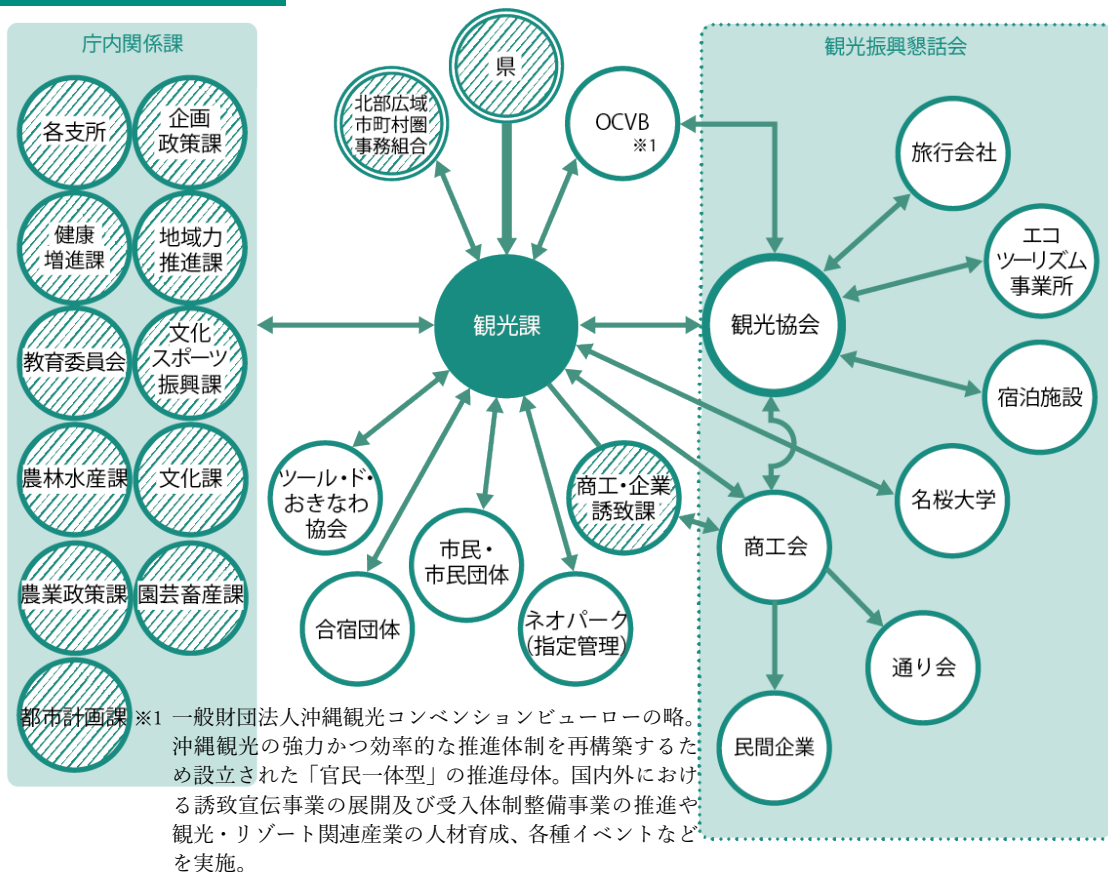 庁内関係課
各支所
企画
政策課
健康
増進課
地域力
推進課
教育委員会
文化
スポーツ
振興課
農林水産課
文化課
農業政策課
園芸畜産課
都市計画課
北部広域
市町村圏
事務組合
県
OCVB
※1
観光課
ツール・ド・
おきなわ
協会
合宿団体
市民・
市民団体
ネオパーク
(指定管理)
商工・企業
誘致課
観光振興懇話会
旅行会社
エコ
ツーリズム
事業所
観光協会
宿泊施設
名桜大学
商工会
通り会
民間企業
※1 一般財団法人沖縄観光コンベンションビューローの略。
沖縄観光の強力かつ効率的な推進体制を再構築するた
め設立された「官民一体型」の推進母体。国内外におけ
る誘致宣伝事業の展開及び受入体制整備事業の推進や
観光・リゾート関連産業の人材育成、各種イベントなど
を実施。